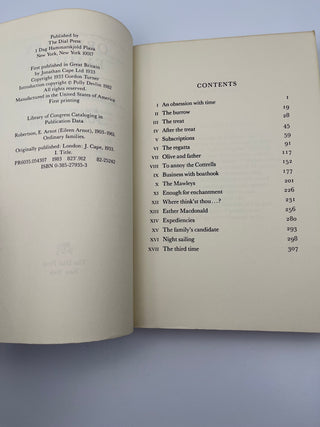 Published by
The Dial Press
1 Dag Hammarskjold Plaza
New York, New York 10017
First published in Great Britain
by Jonathan Cape Ltd 1933
Copyright 1933 Gordon Turner
Introduction copyright © Polly Devlin, 1982
All rights reserved.
Manufactured in the United States of America
First printing
Library of Congress Cataloging in
Publication Data
Robertson, E. Arnot (Eileen Arnot), 1903-1961.
Ordinary families.
Originally published: London: J. Cape, 1933.
I. Title.
PR6035.O54107 1983 823'.912 82-25242
ISBN 0-385-27935-3
CONTENTS
I An obsession with time 1
II The burrow 19
III The treat 28
IV After the treat 45
V Subscriptions 59
VI The regatta 91
VII Olive and father 117
VIII To annoy the Cottrells 152
IX Business with boathook 177
X The Mawleys 201
XI Enough for enchantment 226
XII Where think'st thou . . . ? 231
XIII Esther Macdonald 256
XIV Expediencies 280
XV The family's candidate 293
XVI Night sailing 298
XVII The third time 307